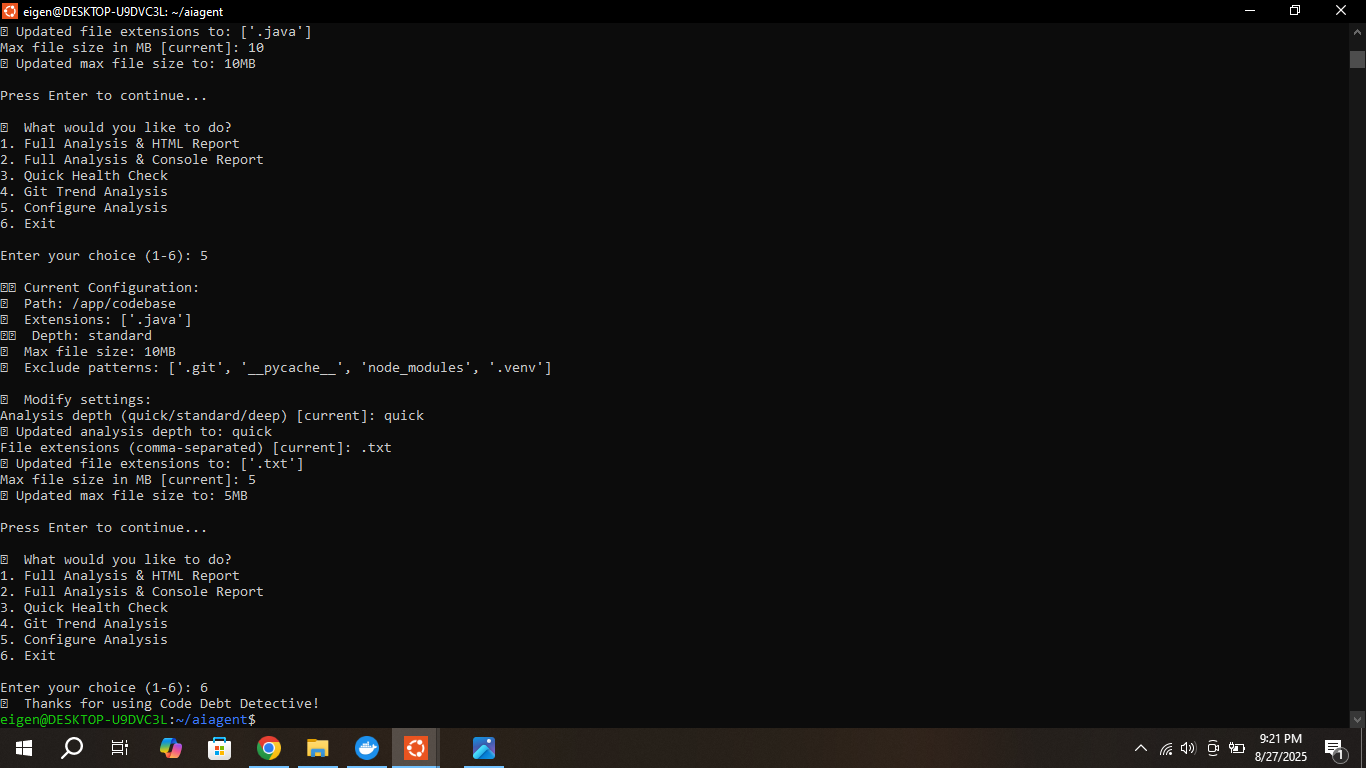 eigen@DESKTOP-U9DVC3L: ~/aiagent
Updated file extensions to: ['.java']
Max file size in MB [current]: 10
Updated max file size to: 10MB
Press Enter to continue...
What would you like to do?
1. Full Analysis & HTML Report
2. Full Analysis & Console Report
3. Quick Health Check
4. Git Trend Analysis
5. Configure Analysis
6. Exit
Enter your choice (1-6): 5
Current Configuration:
Path: /app/codebase
Extensions: ['.java']
Depth: standard
Max file size: 10MB
Exclude patterns: ['.git', '__pycache__', 'node_modules', '.venv']
Modify settings:
Analysis depth (quick/standard/deep) [current]: quick
Updated analysis depth to: quick
File extensions (comma-separated) [current]: .txt
Updated file extensions to: ['.txt']
Max file size in MB [current]: 5
Updated max file size to: 5MB
Press Enter to continue...
What would you like to do?
1. Full Analysis & HTML Report
2. Full Analysis & Console Report
3. Quick Health Check
4. Git Trend Analysis
5. Configure Analysis
6. Exit
Enter your choice (1-6): 6
Thanks for using Code Debt Detective!
eigen@DESKTOP-U9DVC3L:~/aiagent$
9:21 PM
8/27/2025
1